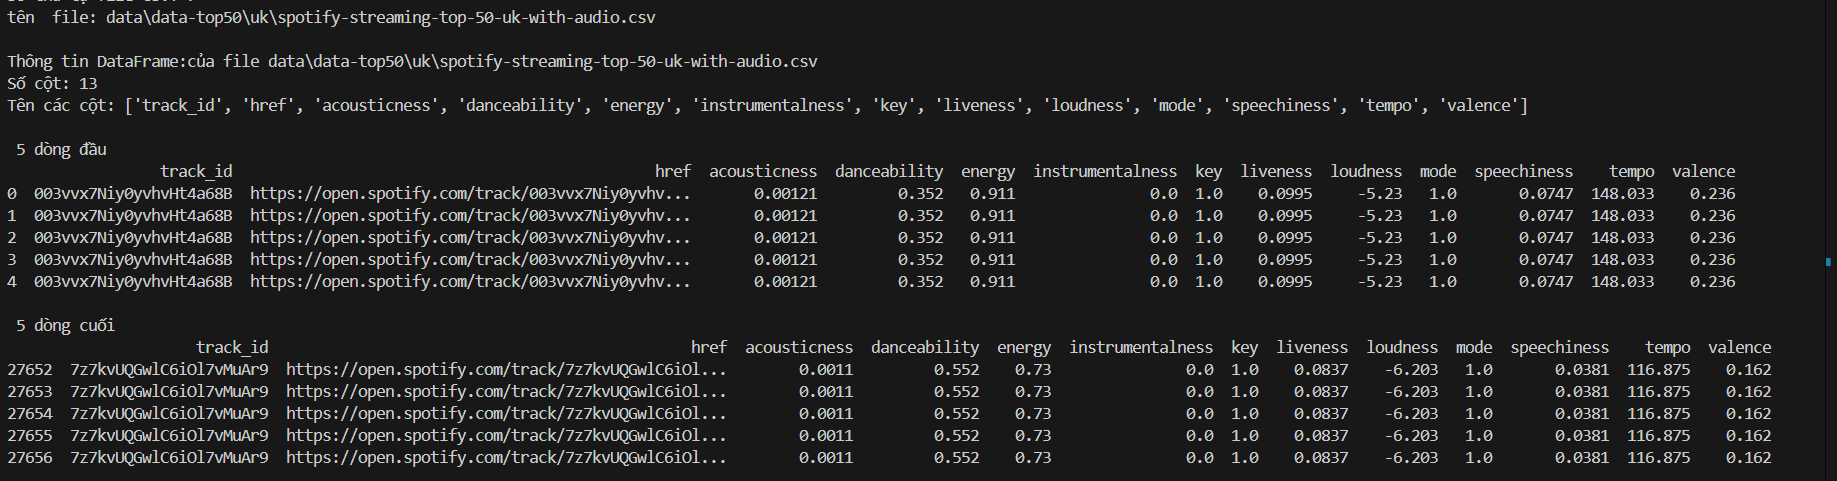 tên  file: data\data-top50\uk\spotify-streaming-top-50-uk-with-audio.csv
Thông tin DataFrame:của file data\data-top50\uk\spotify-streaming-top-50-uk-with-audio.csv
Số cột: 13
Tên các cột: ['track_id', 'href', 'acousticness', 'danceability', 'energy', 'instrumentalness', 'key', 'liveness', 'loudness', 'mode', 'speechiness', 'tempo', 'valence']
5 dòng đầu
track_id href acousticness danceability energy instrumentalness key liveness loudness mode speechiness tempo valence
0 003vvx7Niy0yvhvHt4a68B https://open.spotify.com/track/003vvx7Niy0yvhv... 0.00121 0.352 0.911 0.0 1.0 0.0995 -5.23 1.0 0.0747 148.033 0.236
1 003vvx7Niy0yvhvHt4a68B https://open.spotify.com/track/003vvx7Niy0yvhv... 0.00121 0.352 0.911 0.0 1.0 0.0995 -5.23 1.0 0.0747 148.033 0.236
2 003vvx7Niy0yvhvHt4a68B https://open.spotify.com/track/003vvx7Niy0yvhv... 0.00121 0.352 0.911 0.0 1.0 0.0995 -5.23 1.0 0.0747 148.033 0.236
3 003vvx7Niy0yvhvHt4a68B https://open.spotify.com/track/003vvx7Niy0yvhv... 0.00121 0.352 0.911 0.0 1.0 0.0995 -5.23 1.0 0.0747 148.033 0.236
4 003vvx7Niy0yvhvHt4a68B https://open.spotify.com/track/003vvx7Niy0yvhv... 0.00121 0.352 0.911 0.0 1.0 0.0995 -5.23 1.0 0.0747 148.033 0.236
5 dòng cuối
track_id href acousticness danceability energy instrumentalness key liveness loudness mode speechiness tempo valence
27652 7z7kvUQGwlC6iOl7vMuAr9 https://open.spotify.com/track/7z7kvUQGwlC6iOl... 0.0011 0.552 0.73 0.0 1.0 0.0837 -6.203 1.0 0.0381 116.875 0.162
27653 7z7kvUQGwlC6iOl7vMuAr9 https://open.spotify.com/track/7z7kvUQGwlC6iOl... 0.0011 0.552 0.73 0.0 1.0 0.0837 -6.203 1.0 0.0381 116.875 0.162
27654 7z7kvUQGwlC6iOl7vMuAr9 https://open.spotify.com/track/7z7kvUQGwlC6iOl... 0.0011 0.552 0.73 0.0 1.0 0.0837 -6.203 1.0 0.0381 116.875 0.162
27655 7z7kvUQGwlC6iOl7vMuAr9 https://open.spotify.com/track/7z7kvUQGwlC6iOl... 0.0011 0.552 0.73 0.0 1.0 0.0837 -6.203 1.0 0.0381 116.875 0.162
27656 7z7kvUQGwlC6iOl7vMuAr9 https://open.spotify.com/track/7z7kvUQGwlC6iOl... 0.0011 0.552 0.73 0.0 1.0 0.0837 -6.203 1.0 0.0381 116.875 0.162